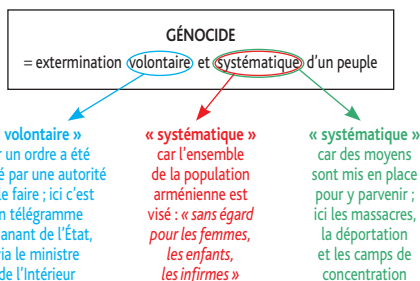 GÉNOCIDE
= extermination volontaire et systématique d'un peuple
volontaire »
un ordre a été
par une autorité
le faire ; ici c'est
télégramme
de l'État,
le ministre
de l'Intérieur
« systématique »
car l'ensemble
de la population
arménienne est
visé : « sans égard
pour les femmes,
les enfants,
les infirmes »
« systématique »
car des moyens
sont mis en place
pour y parvenir ;
ici les massacres,
la déportation
et les camps de
concentration